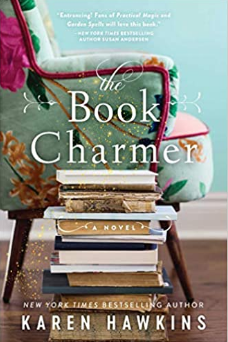 "Entrancing! Fans of Practical Magic and
Garden Spells will love this book."
—NEW YORK TIMES BESTSELLING
AUTHOR SUSAN ANDERSEN
the
Book
Charmer
A NOVEL
NEW YORK TIMES BESTSELLING AUTHOR
KAREN HAWKINS